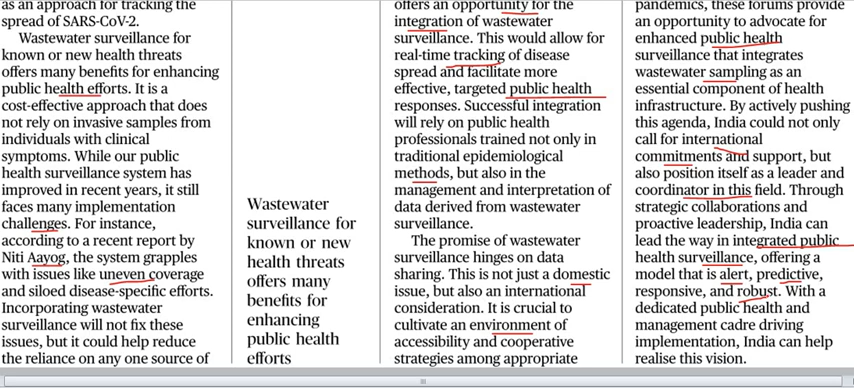 as an approach for tracking the
spread of SARS-CoV-2.
Wastewater surveillance for
known or new health threats
offers many benefits for enhancing
public health efforts. It is a
cost-effective approach that does
not rely on invasive samples from
individuals with clinical
symptoms. While our public
health surveillance system has
improved in recent years, it still
faces many implementation
challenges. For instance,
according to a recent report by
Niti Aayog, the system grapples
with issues like uneven coverage
and siloed disease-specific efforts.
Incorporating wastewater
surveillance will not fix these
issues, but it could help reduce
the reliance on any one source of
Wastewater
surveillance for
known or new
health threats
offers many
benefits for
enhancing
public health
efforts
offers an opportunity for the
integration of wastewater
surveillance. This would allow for
real-time tracking of disease
spread and facilitate more
effective, targeted public health
responses. Successful integration
will rely on public health
professionals trained not only in
traditional epidemiological
methods, but also in the
management and interpretation of
data derived from wastewater
surveillance.
The promise of wastewater
surveillance hinges on data
sharing. This is not just a domestic
issue, but also an international
consideration. It is crucial to
cultivate an environment of
accessibility and cooperative
strategies among appropriate
pandemics, these forums provide
an opportunity to advocate for
enhanced public health
surveillance that integrates
wastewater sampling as an
essential component of health
infrastructure. By actively pushing
this agenda, India could not only
call for international
commitments and support, but
also position itself as a leader and
coordinator in this field. Through
strategic collaborations and
proactive leadership, India can
lead the way in integrated public
health surveillance, offering a
model that is alert, predictive,
responsive, and robust. With a
dedicated public health and
management cadre driving
implementation, India can help
realise this vision.